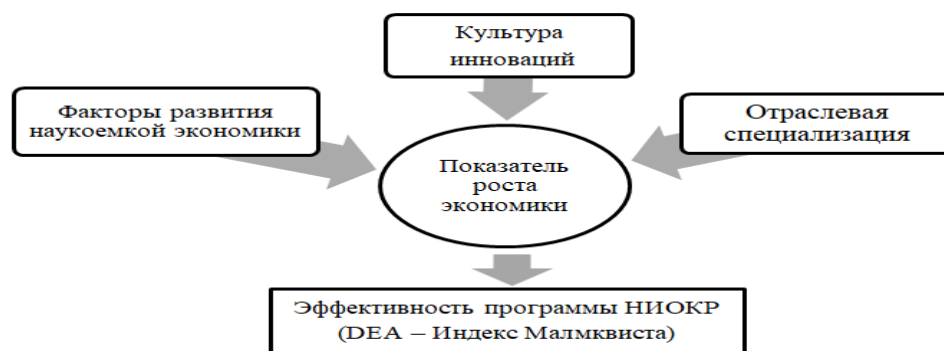 Культура
инноваций
Факторы развития
наукоемкой экономики
Отраслевая
специализация
Показатель
роста
экономики
Эффективность программы НИОКР
(DEA – Индекс Малмквиста)